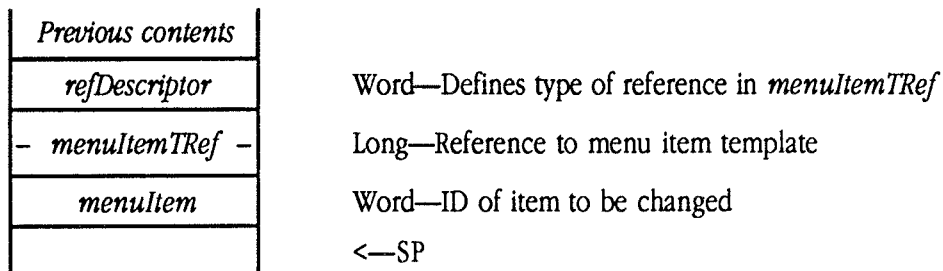 Previous contents
refDescriptor Word—Defines type of reference in menuItemTRef
– menuItemTRef – Long—Reference to menu item template
menuItem Word—ID of item to be changed
<—SP